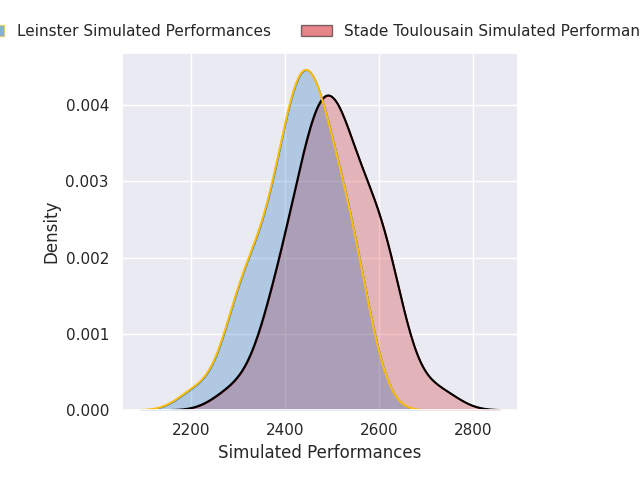 Leinster Simulated Performances
Stade Toulousain Simulated Performan
0.004
0.003
0.002
0.001
0.000
Density
2200 2400 2600 2800
Simulated Performances